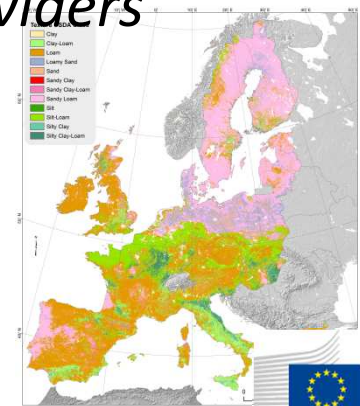 viders
Clay
Clay-Loam
Loam
Loamy Sand
Sand
Sandy Clay
Sandy Clay-Loam
Sandy Loam
Silt
Silt-Loam
Silty Clay
Silty Clay-Loam